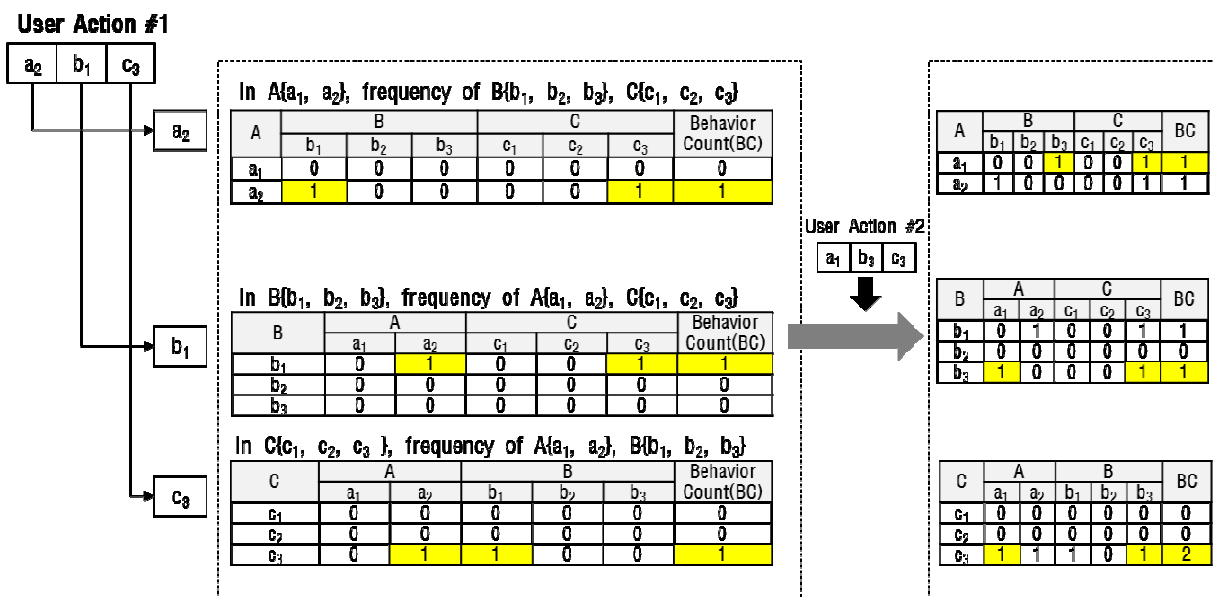 User Action #1
a₂ b₁ c₃
a₂
In A{a₁, a₂}, frequency of B{b₁, b₂, b₃}, C{c₁, c₂, c₃}
A B C Behavior Count(BC)
b₁ b₂ b₃ c₁ c₂ c₃
a₁ 0 0 0 0 0 0 0
a₂ 1 0 0 0 0 1 1
b₁
In B{b₁, b₂, b₃}, frequency of A{a₁, a₂}, C{c₁, c₂, c₃}
B A C Behavior Count(BC)
a₁ a₂ c₁ c₂ c₃
b₁ 0 1 0 0 1 1
b₂ 0 0 0 0 0 0
b₃ 0 0 0 0 0 0
c₃
In C{c₁, c₂, c₃ }, frequency of A{a₁, a₂}, B{b₁, b₂, b₃}
C A B Behavior Count(BC)
a₁ a₂ b₁ b₂ b₃
c₁ 0 0 0 0 0 0
c₂ 0 0 0 0 0 0
c₃ 0 1 1 0 0 1
User Action #2
a₁ b₃ c₃
A B C BC
b₁ b₂ b₃ c₁ c₂ c₃
a₁ 0 0 1 0 0 1 1
a₂ 1 0 0 0 0 1 1
B A C BC
a₁ a₂ c₁ c₂ c₃
b₁ 0 1 0 0 1 1
b₂ 0 0 0 0 0 0
b₃ 1 0 0 0 1 1
C A B BC
a₁ a₂ b₁ b₂ b₃
c₁ 0 0 0 0 0 0
c₂ 0 0 0 0 0 0
c₃ 1 1 1 0 1 2